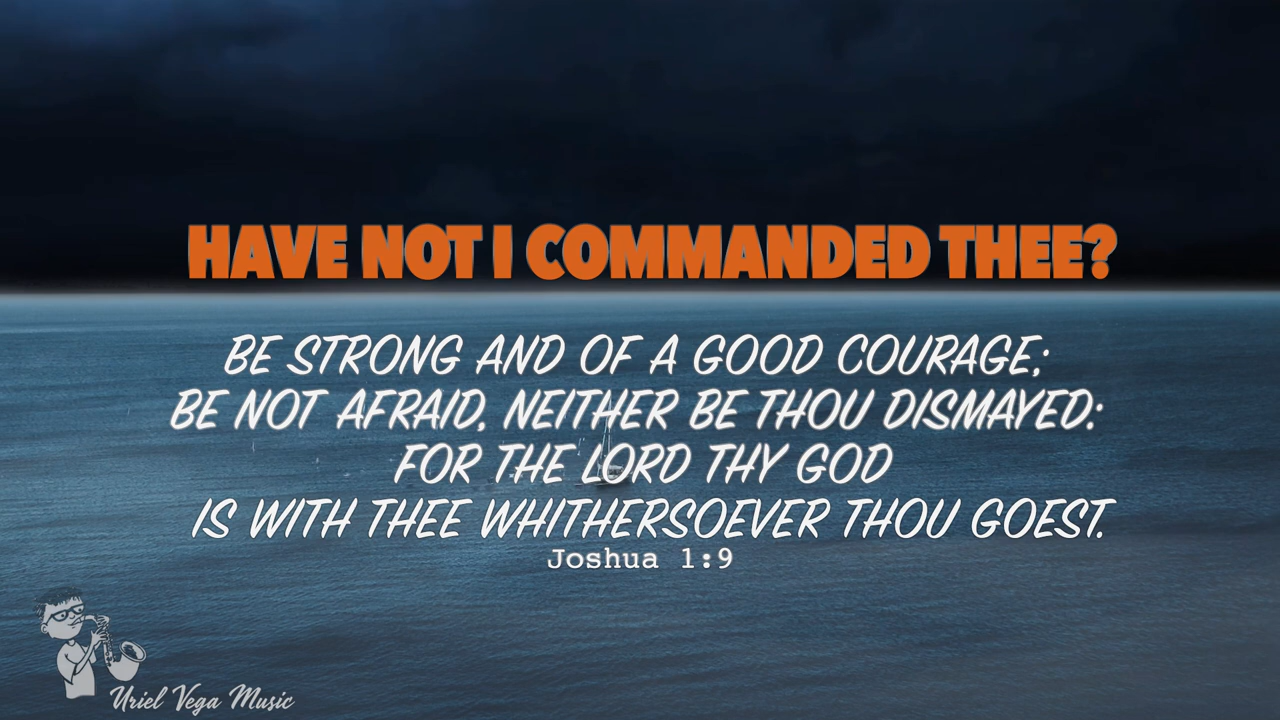 HAVE NOT I COMMANDED THEE?
BE STRONG AND OF A GOOD COURAGE;
BE NOT AFRAID, NEITHER BE THOU DISMAYED:
FOR THE LORD THY GOD
IS WITH THEE WHITHERSOEVER THOU GOEST.
Joshua 1:9
Uriel Vega Music